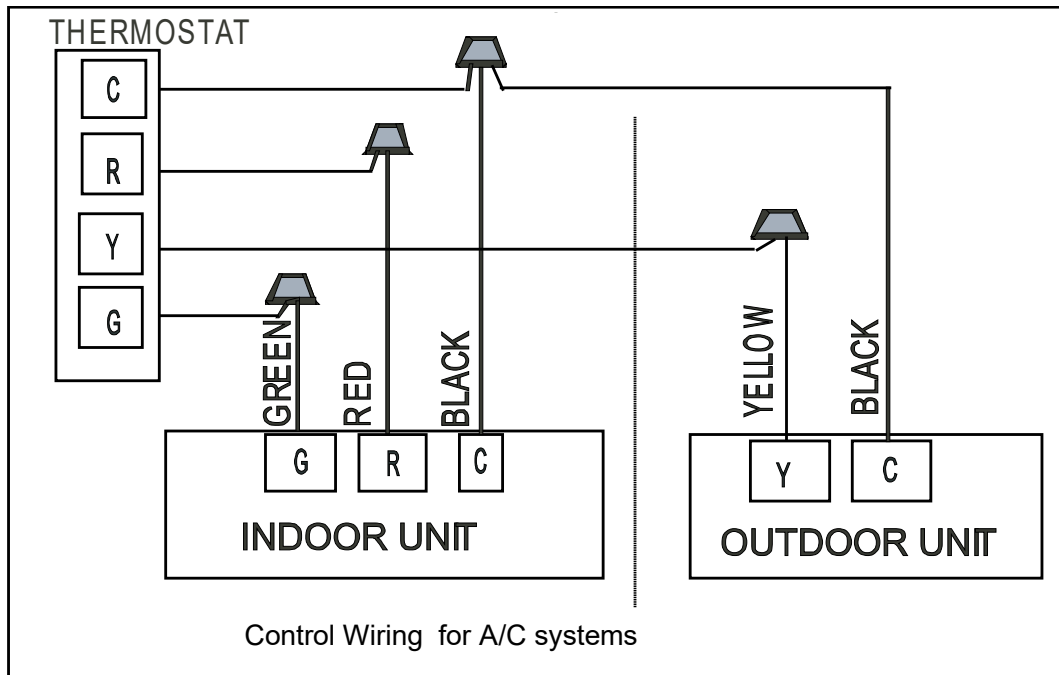 THERMOSTAT
C
R
Y
G
GREEN
RED
BLACK
YELLOW
BLACK
G
R
C
Y
C
INDOOR UNIT
OUTDOOR UNIT
Control Wiring for A/C systems